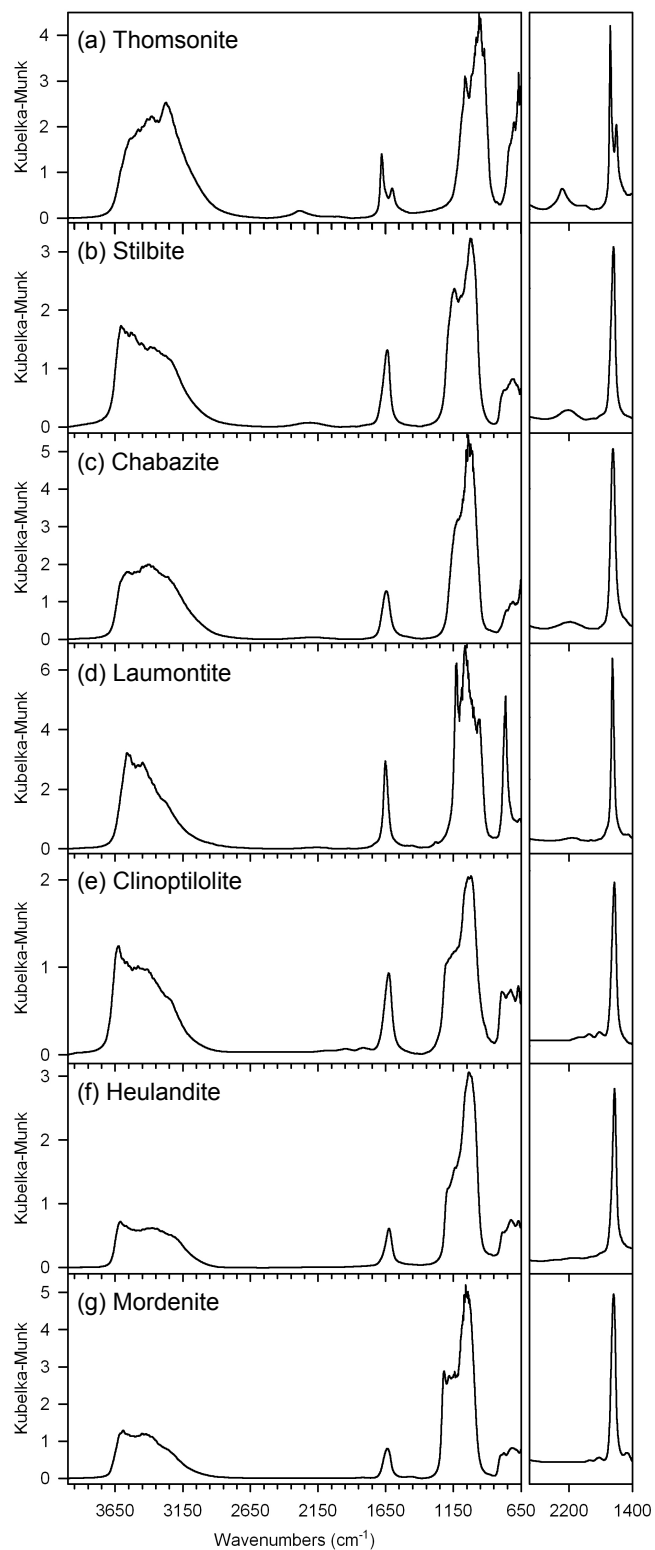 (a) Thomsonite
Kubelka-Munk
4
3
2
1
0
(b) Stilbite
Kubelka-Munk
3
2
1
0
(c) Chabazite
Kubelka-Munk
5
4
3
2
1
0
(d) Laumontite
Kubelka-Munk
6
4
2
0
(e) Clinoptilolite
Kubelka-Munk
2
1
0
(f) Heulandite
Kubelka-Munk
3
2
1
0
(g) Mordenite
Kubelka-Munk
5
4
3
2
1
0
3650 3150 2650 2150 1650 1150 650 2200 1400
Wavenumbers (cm-1)